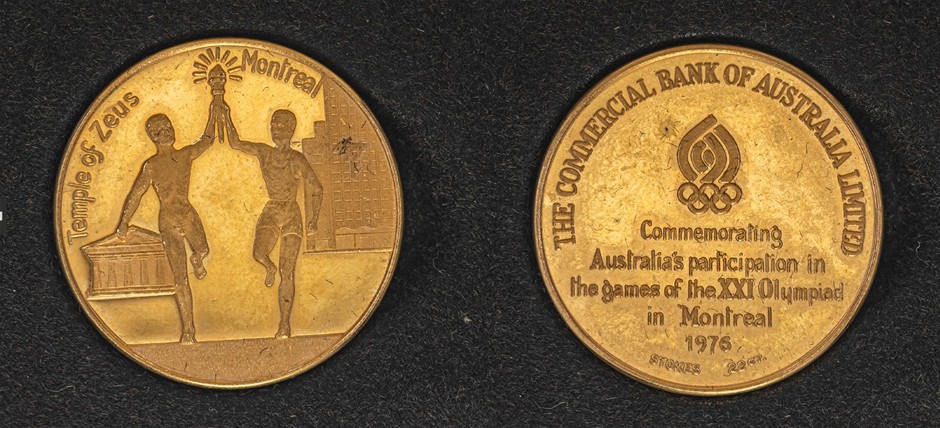 Temple of Zeus
Montreal
THE COMMERCIAL BANK OF AUSTRALIA LIMITED
Commemorating
Australia's participation in
the games of the XXI Olympiad
in Montreal
1976
STOKES 22CT.